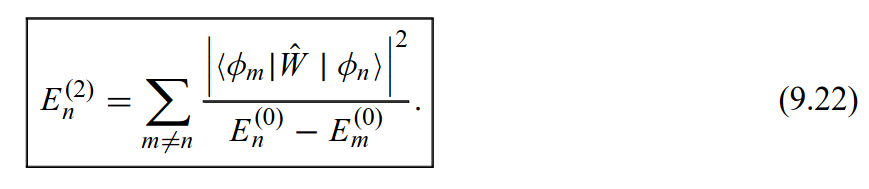 E_n^{(2)} = \sum_{m \neq n} \frac{\left| \langle \phi_m | \hat{W} | \phi_n \rangle \right|^2}{E_n^{(0)} - E_m^{(0)}}. (9.22)